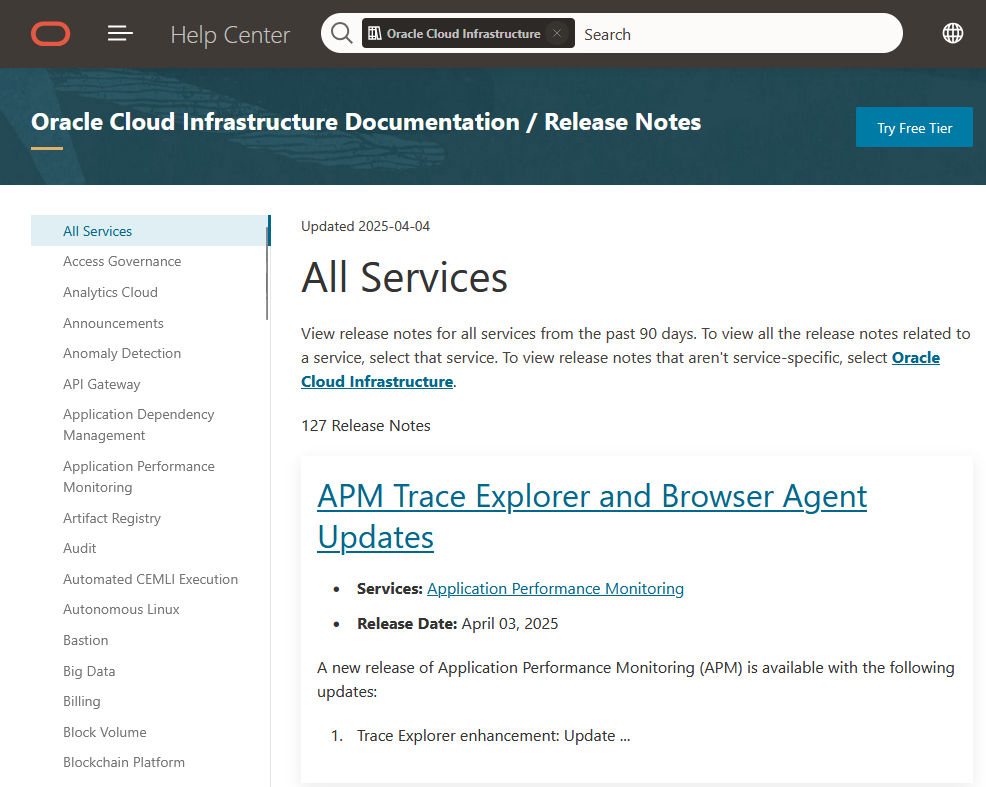 Help Center
Oracle Cloud Infrastructure
Search
Oracle Cloud Infrastructure Documentation / Release Notes
Try Free Tier
All Services
Access Governance
Analytics Cloud
Announcements
Anomaly Detection
API Gateway
Application Dependency
Management
Application Performance
Monitoring
Artifact Registry
Audit
Automated CEMLI Execution
Autonomous Linux
Bastion
Big Data
Billing
Block Volume
Blockchain Platform
Updated 2025-04-04
All Services
View release notes for all services from the past 90 days. To view all the release notes related to
a service, select that service. To view release notes that aren't service-specific, select Oracle
Cloud Infrastructure.
127 Release Notes
APM Trace Explorer and Browser Agent
Updates
• Services: Application Performance Monitoring
• Release Date: April 03, 2025
A new release of Application Performance Monitoring (APM) is available with the following
updates:
1. Trace Explorer enhancement: Update ...